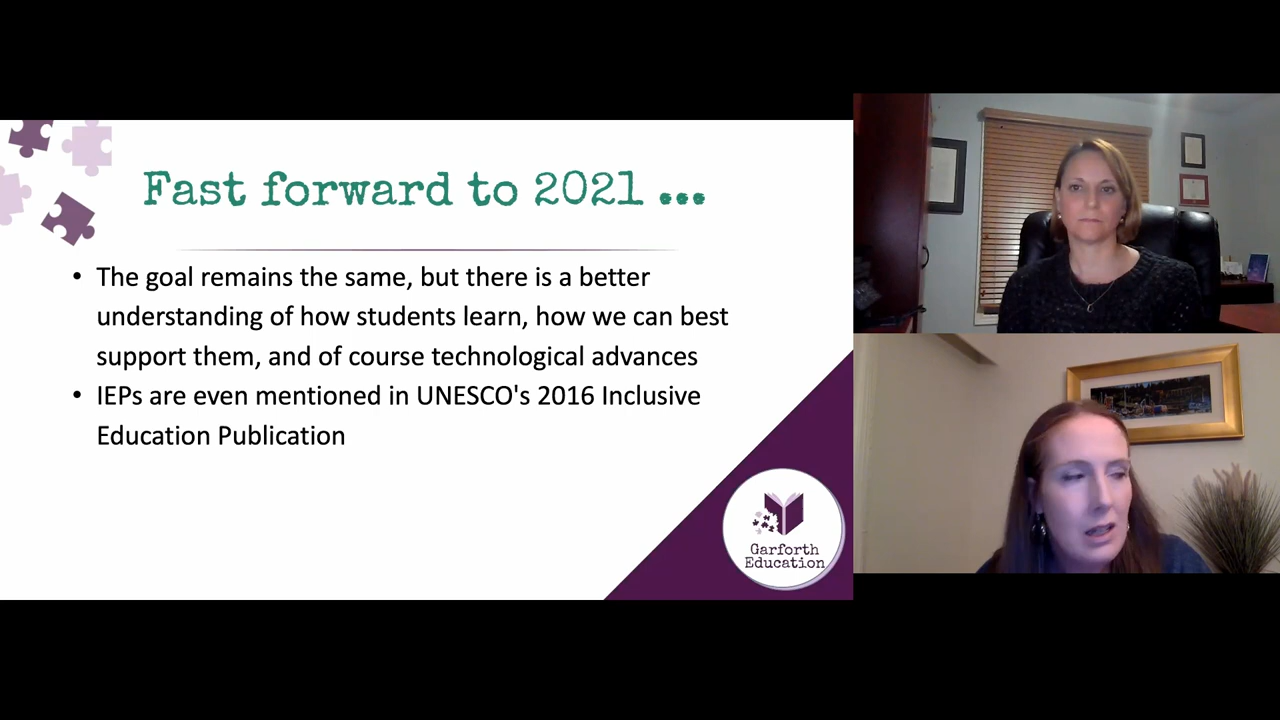 Fast forward to 2021 ...
• The goal remains the same, but there is a better
understanding of how students learn, how we can best
support them, and of course technological advances
• IEPs are even mentioned in UNESCO's 2016 Inclusive
Education Publication
Garforth
Education